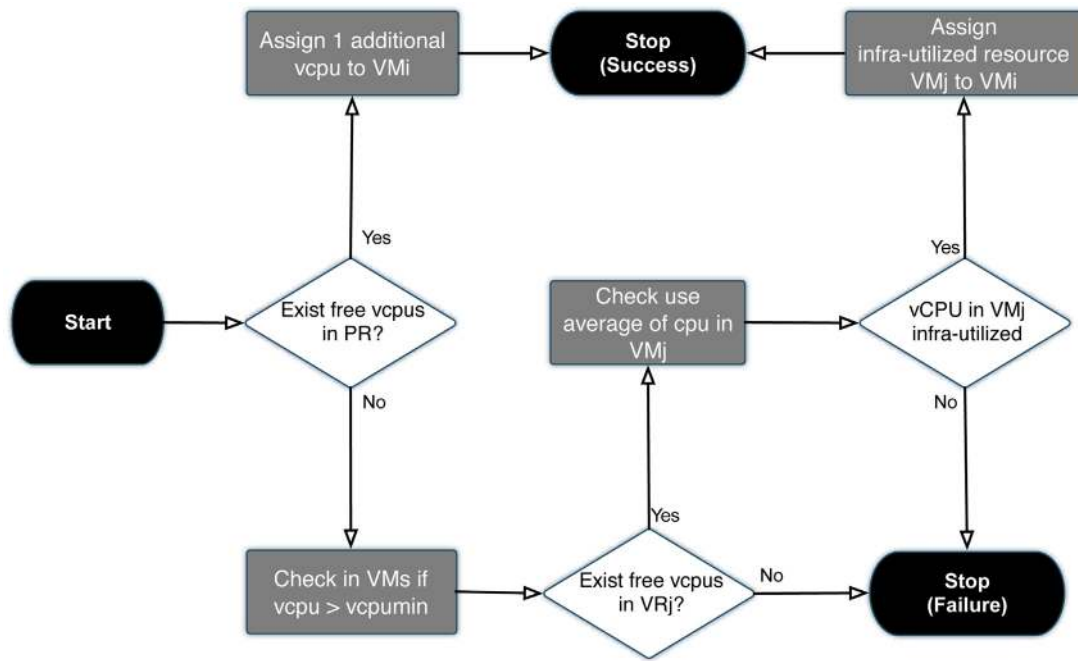 Assign 1 additional
vcpu to VMi
Stop
(Success)
Assign
infra-utilized resource
VMj to VMi
Yes
Yes
Start
Exist free vcpus
in PR?
Check use
average of cpu in
VMj
vCPU in VMj
infra-utilized
No
No
Yes
Check in VMs if
vcpu > vcpumin
Exist free vcpus
in VRj?
No
Stop
(Failure)